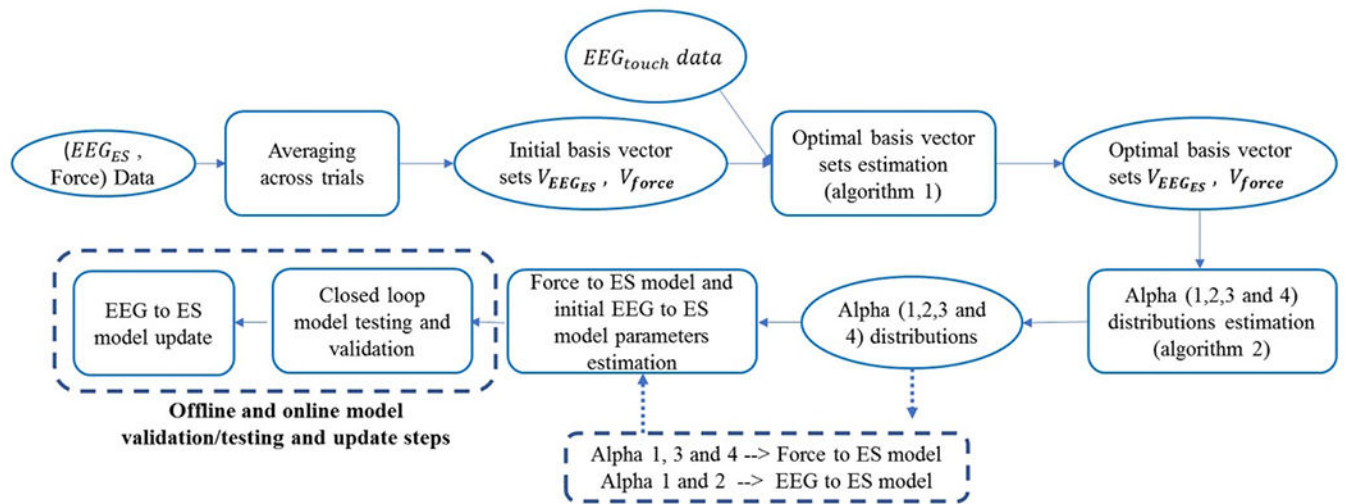 EEG_touch data
(EEG_ES ,
Force) Data
Averaging
across trials
Initial basis vector
sets V_EEG_ES , V_force
Optimal basis vector
sets estimation
(algorithm 1)
Optimal basis vector
sets V_EEG_ES , V_force
Alpha (1,2,3 and 4)
distributions estimation
(algorithm 2)
Alpha (1,2,3 and
4) distributions
Force to ES model and
initial EEG to ES
model parameters
estimation
Closed loop
model testing and
validation
EEG to ES
model update
Offline and online model
validation/testing and update steps
Alpha 1, 3 and 4 --> Force to ES model
Alpha 1 and 2 --> EEG to ES model